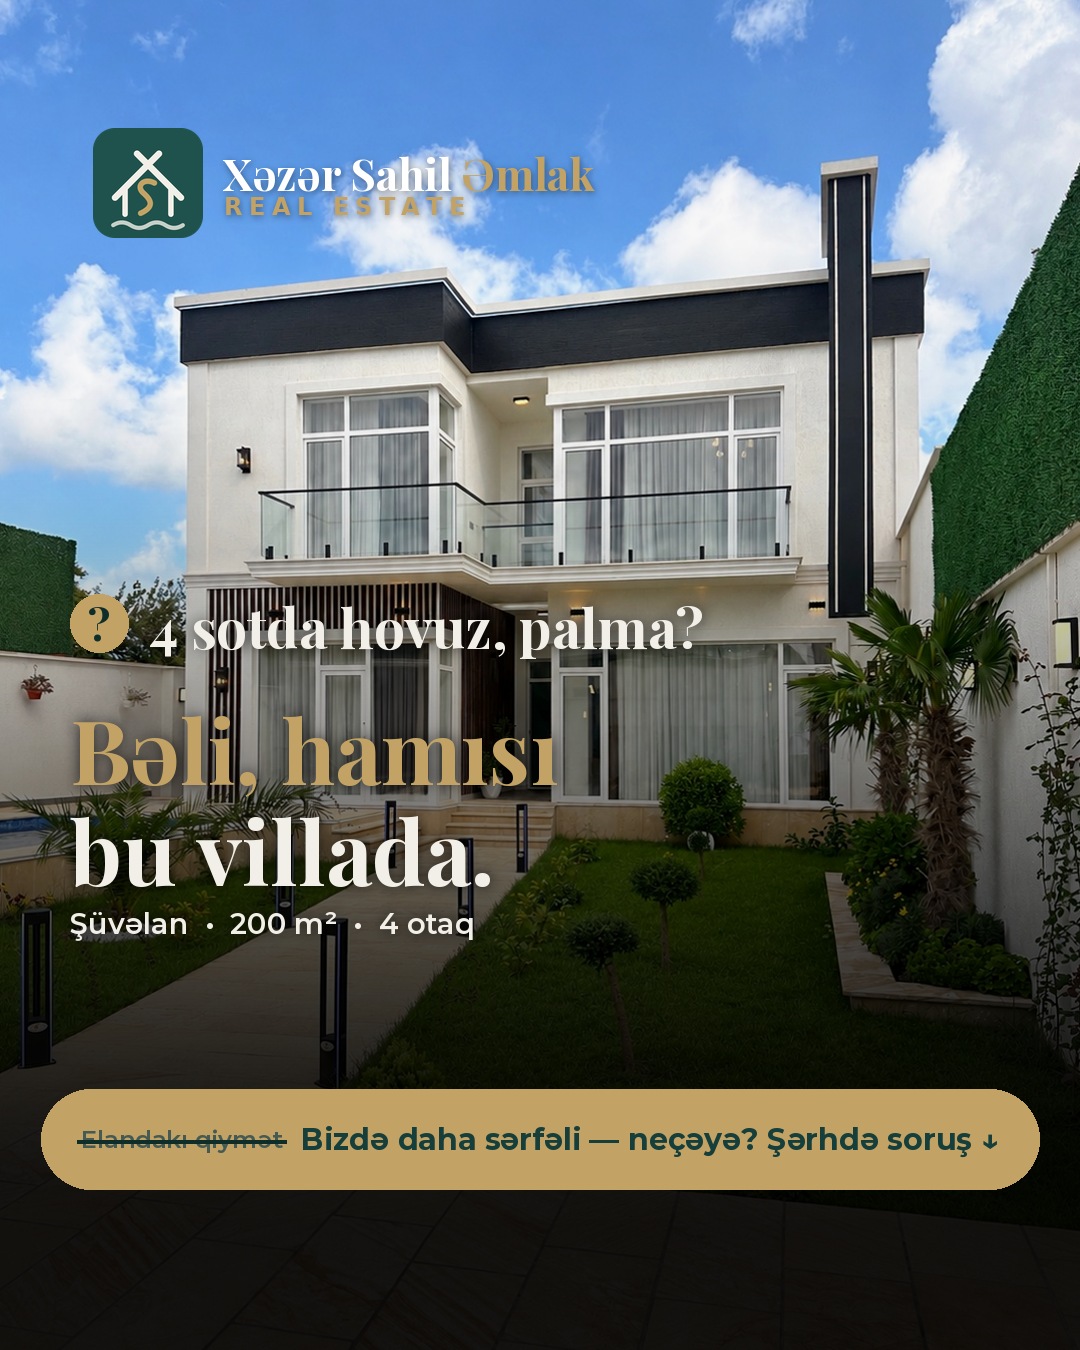 Xəzər Sahil Əmlak
REAL ESTATE
? 4 sotda hovuz, palma?
Bəli, hamısı
bu villada.
Şüvəlan • 200 m² • 4 otaq
Elandakı qiymət Bizdə daha sərfəli — neçəyə? Şərhdə soruş ↓